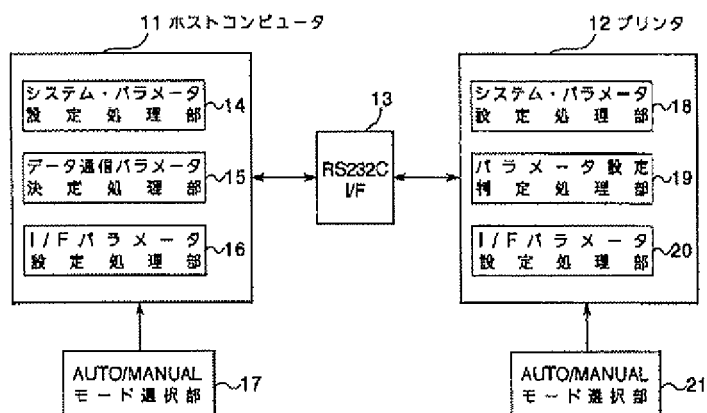 11 ホストコンピュータ
システム・パラメータ
設定処理部
14
データ通信パラメータ
決定処理部
15
I/Fパラメータ
設定処理部
16
AUTO/MANUAL
モード選択部
17
13
RS232C
I/F
12 プリンタ
システム・パラメータ
設定処理部
18
パラメータ設定
判定処理部
19
I/Fパラメータ
設定処理部
20
AUTO/MANUAL
モード選択部
21